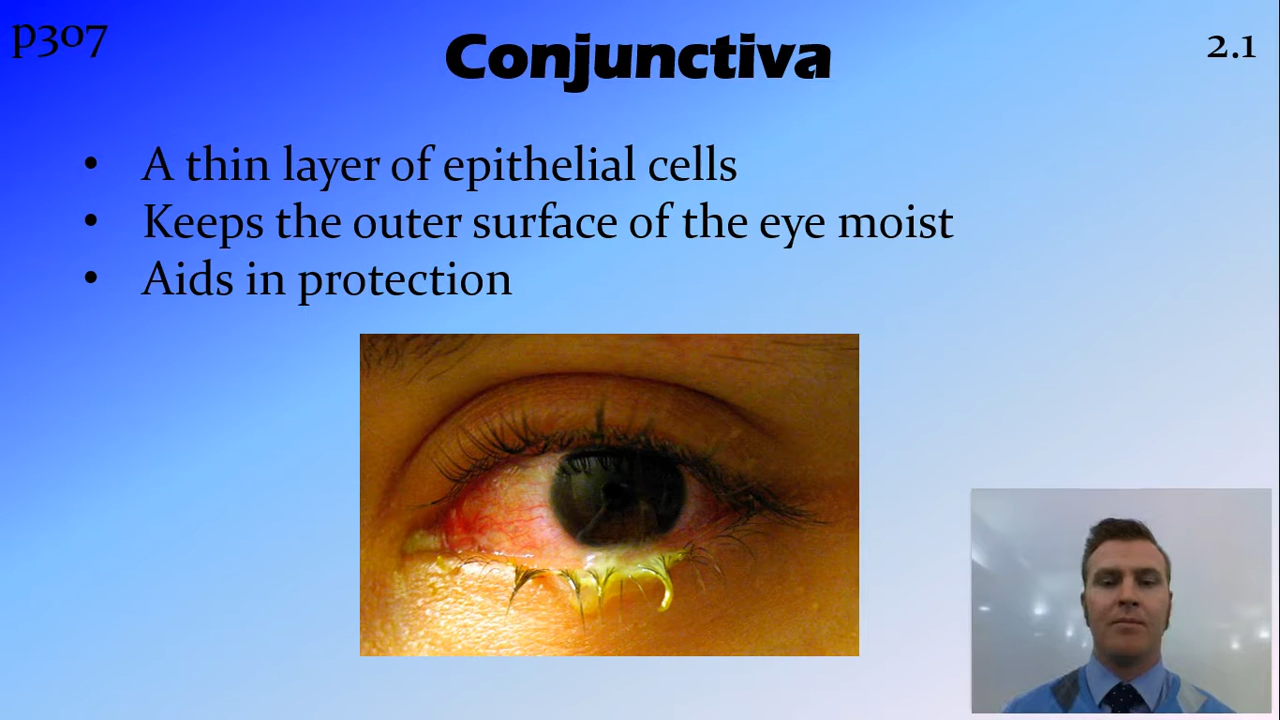 p307
Conjunctiva
2.1
• A thin layer of epithelial cells
• Keeps the outer surface of the eye moist
• Aids in protection